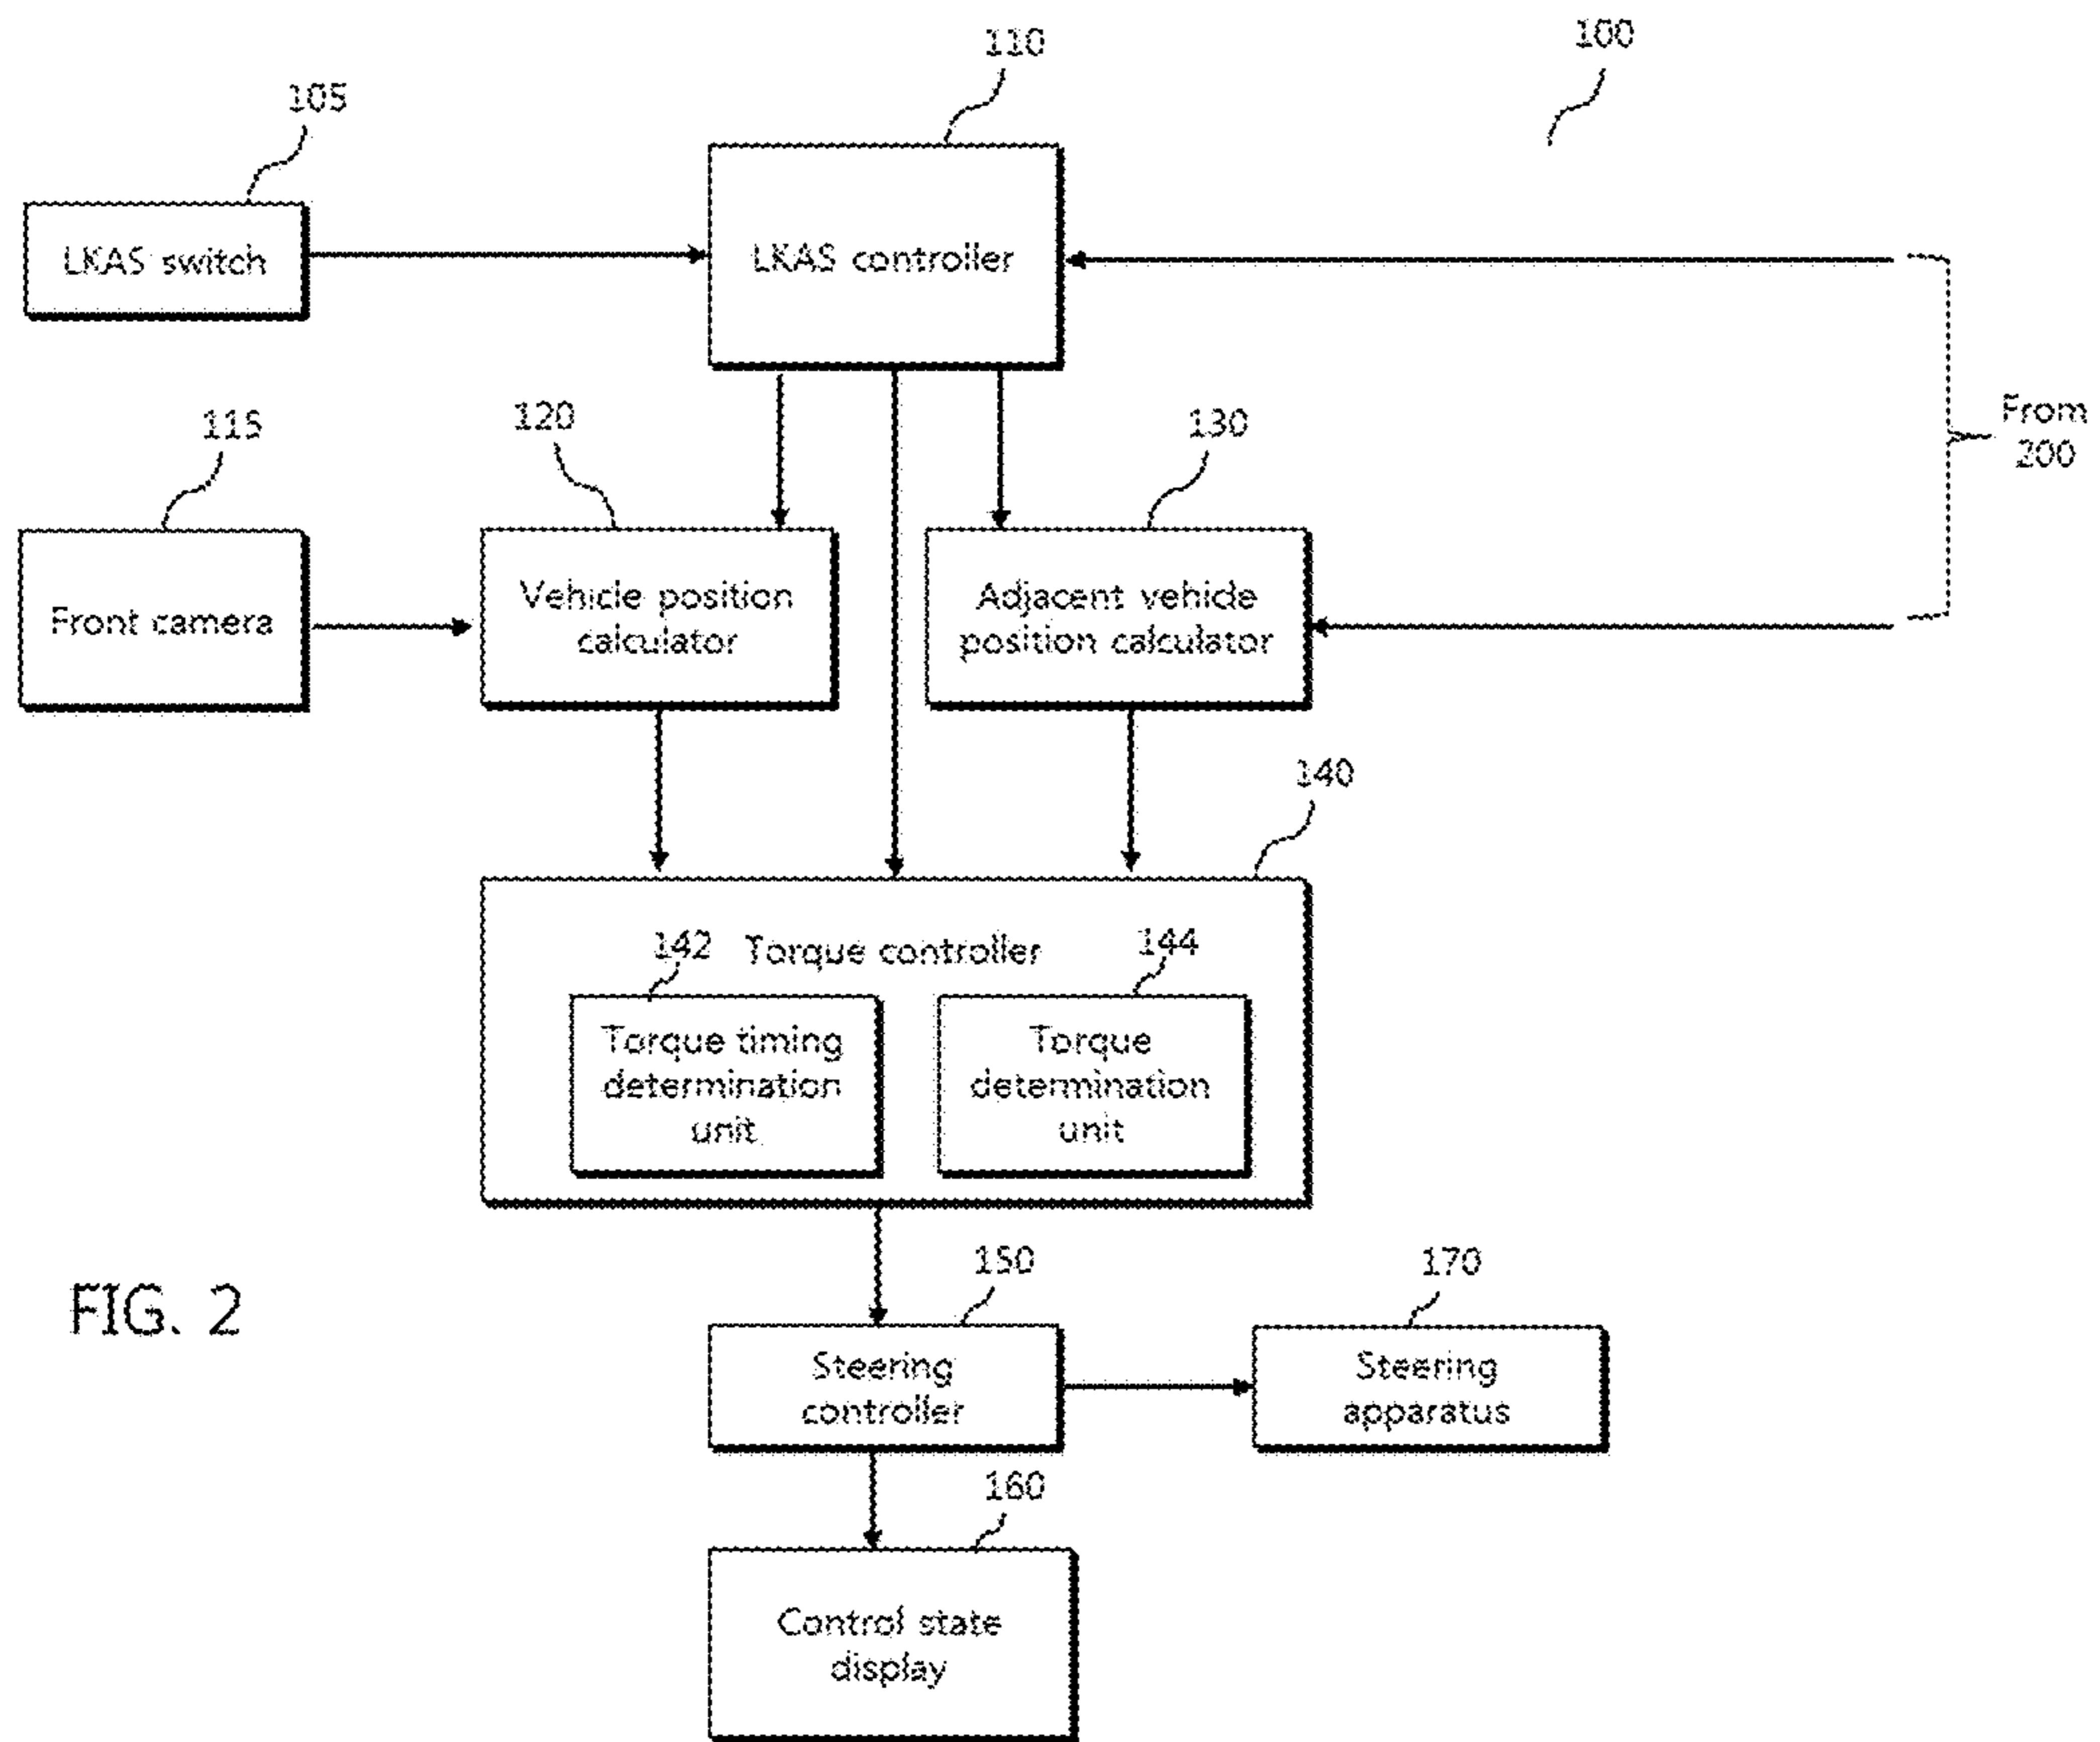 110
100
105
LKAS switch
LKAS controller
From
200
115
120
130
Front camera
Vehicle position
calculator
Adjacent vehicle
position calculator
140
142
Torque controller
144
Torque timing
determination
unit
Torque
determination
unit
150
170
FIG. 2
Steering
controller
Steering
apparatus
160
Control state
display